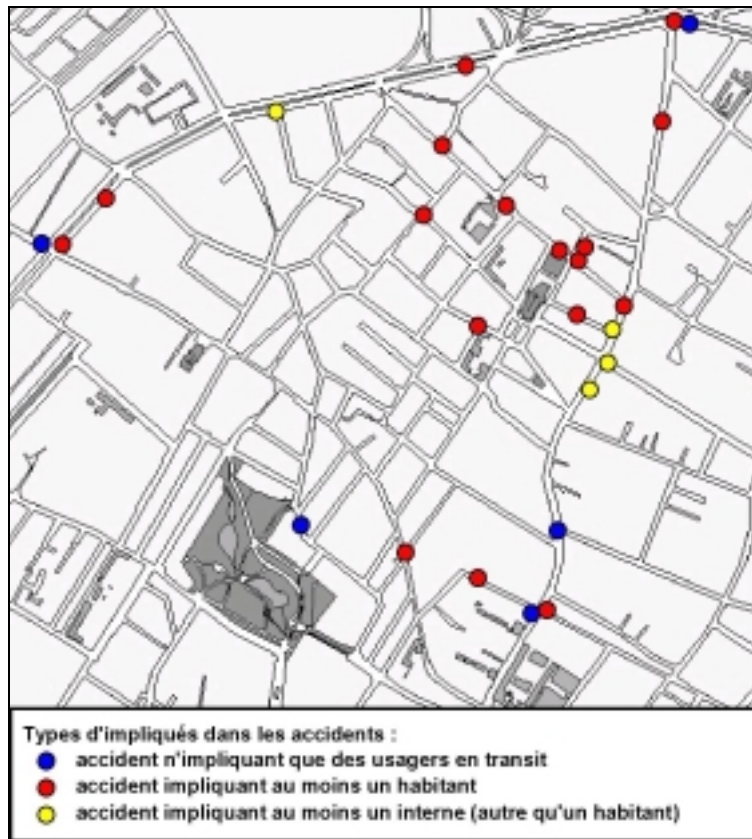 Types d'impliqués dans les accidents :
accident n'impliquant que des usagers en transit
accident impliquant au moins un habitant
accident impliquant au moins un interne (autre qu'un habitant)